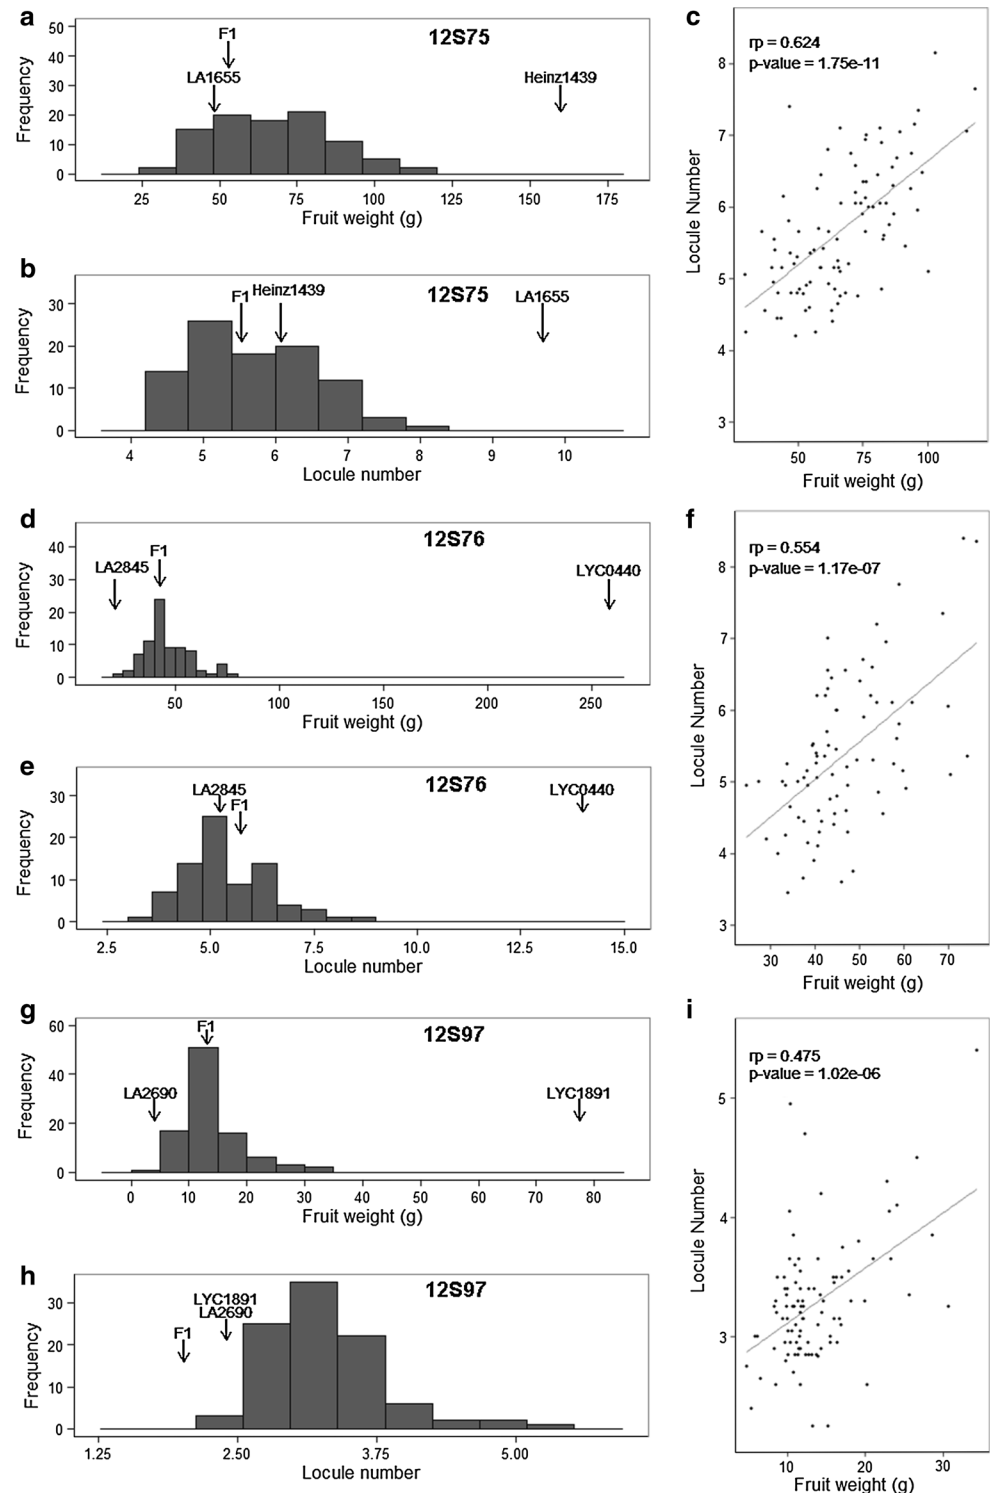 a
12S75
F1
LA1655
Heinz1439
Frequency
50
40
30
20
10
0
25 50 75 100 125 150 175
Fruit weight (g)
b
12S75
F1 Heinz1439
LA1655
Frequency
30
20
10
0
4 5 6 7 8 9 10
Locule number
c
rp = 0.624
p-value = 1.75e-11
Locule Number
8
7
6
5
4
3
50 75 100
Fruit weight (g)
d
12S76
F1
LA2845
LYC0440
Frequency
40
30
20
10
0
50 100 150 200 250
Fruit weight (g)
e
12S76
LA2845
F1
LYC0440
Frequency
30
20
10
0
2.5 5.0 7.5 10.0 12.5 15.0
Locule number
f
rp = 0.554
p-value = 1.17e-07
Locule Number
8
7
6
5
4
3
30 40 50 60 70
Fruit weight (g)
g
12S97
F1
LA2690
LYC1891
Frequency
60
40
20
0
0 10 20 30 40 50 60 70 80
Fruit weight (g)
h
12S97
LYC1891
LA2690
F1
Frequency
30
20
10
0
1.25 2.50 3.75 5.00
Locule number
i
rp = 0.475
p-value = 1.02e-06
Locule Number
5
4
3
10 20 30
Fruit weight (g)